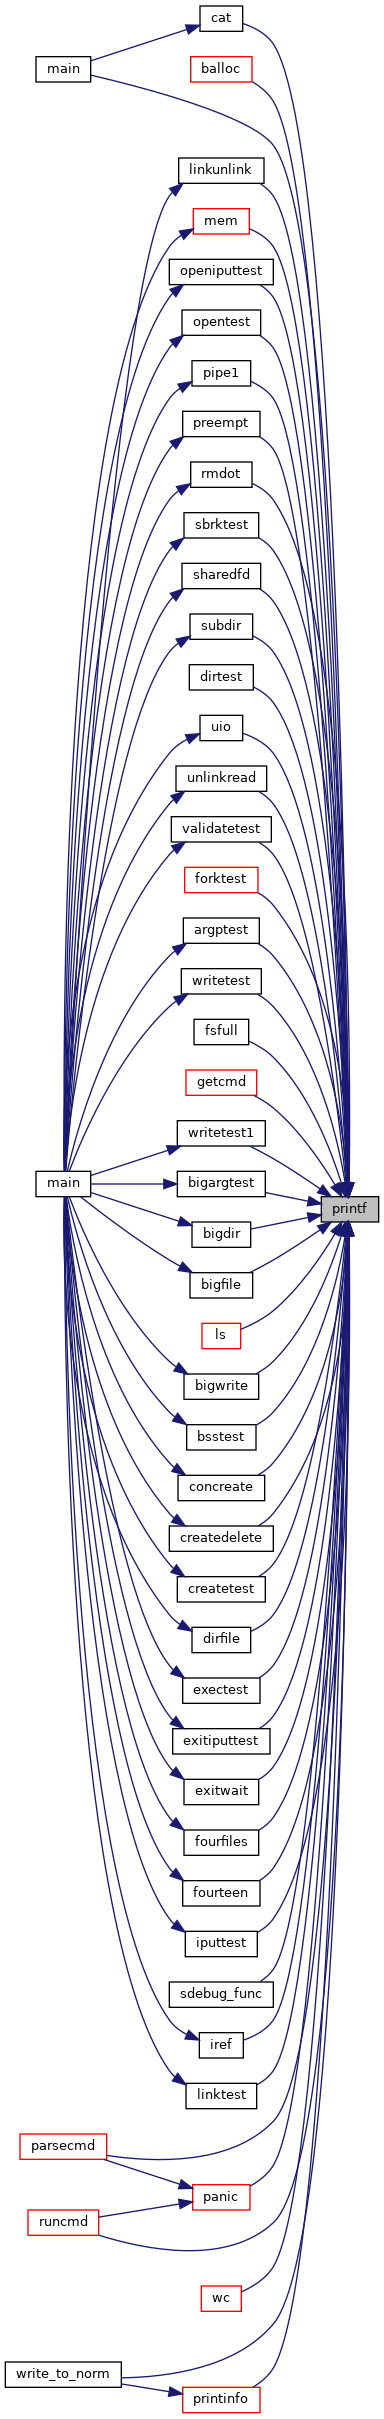 cat
main
balloc
linkunlink
mem
openiputtest
opentest
pipe1
preempt
rmdot
sbrktest
sharedfd
subdir
dirtest
uio
unlinkread
validatetest
forktest
argptest
writetest
fsfull
getcmd
writetest1
main
bigargtest
printf
bigdir
bigfile
ls
bigwrite
bsstest
concreate
createdelete
createtest
dirfile
exectest
exitiputtest
exitwait
fourfiles
fourteen
iputtest
sdebug_func
iref
linktest
parsecmd
panic
runcmd
wc
write_to_norm
printinfo